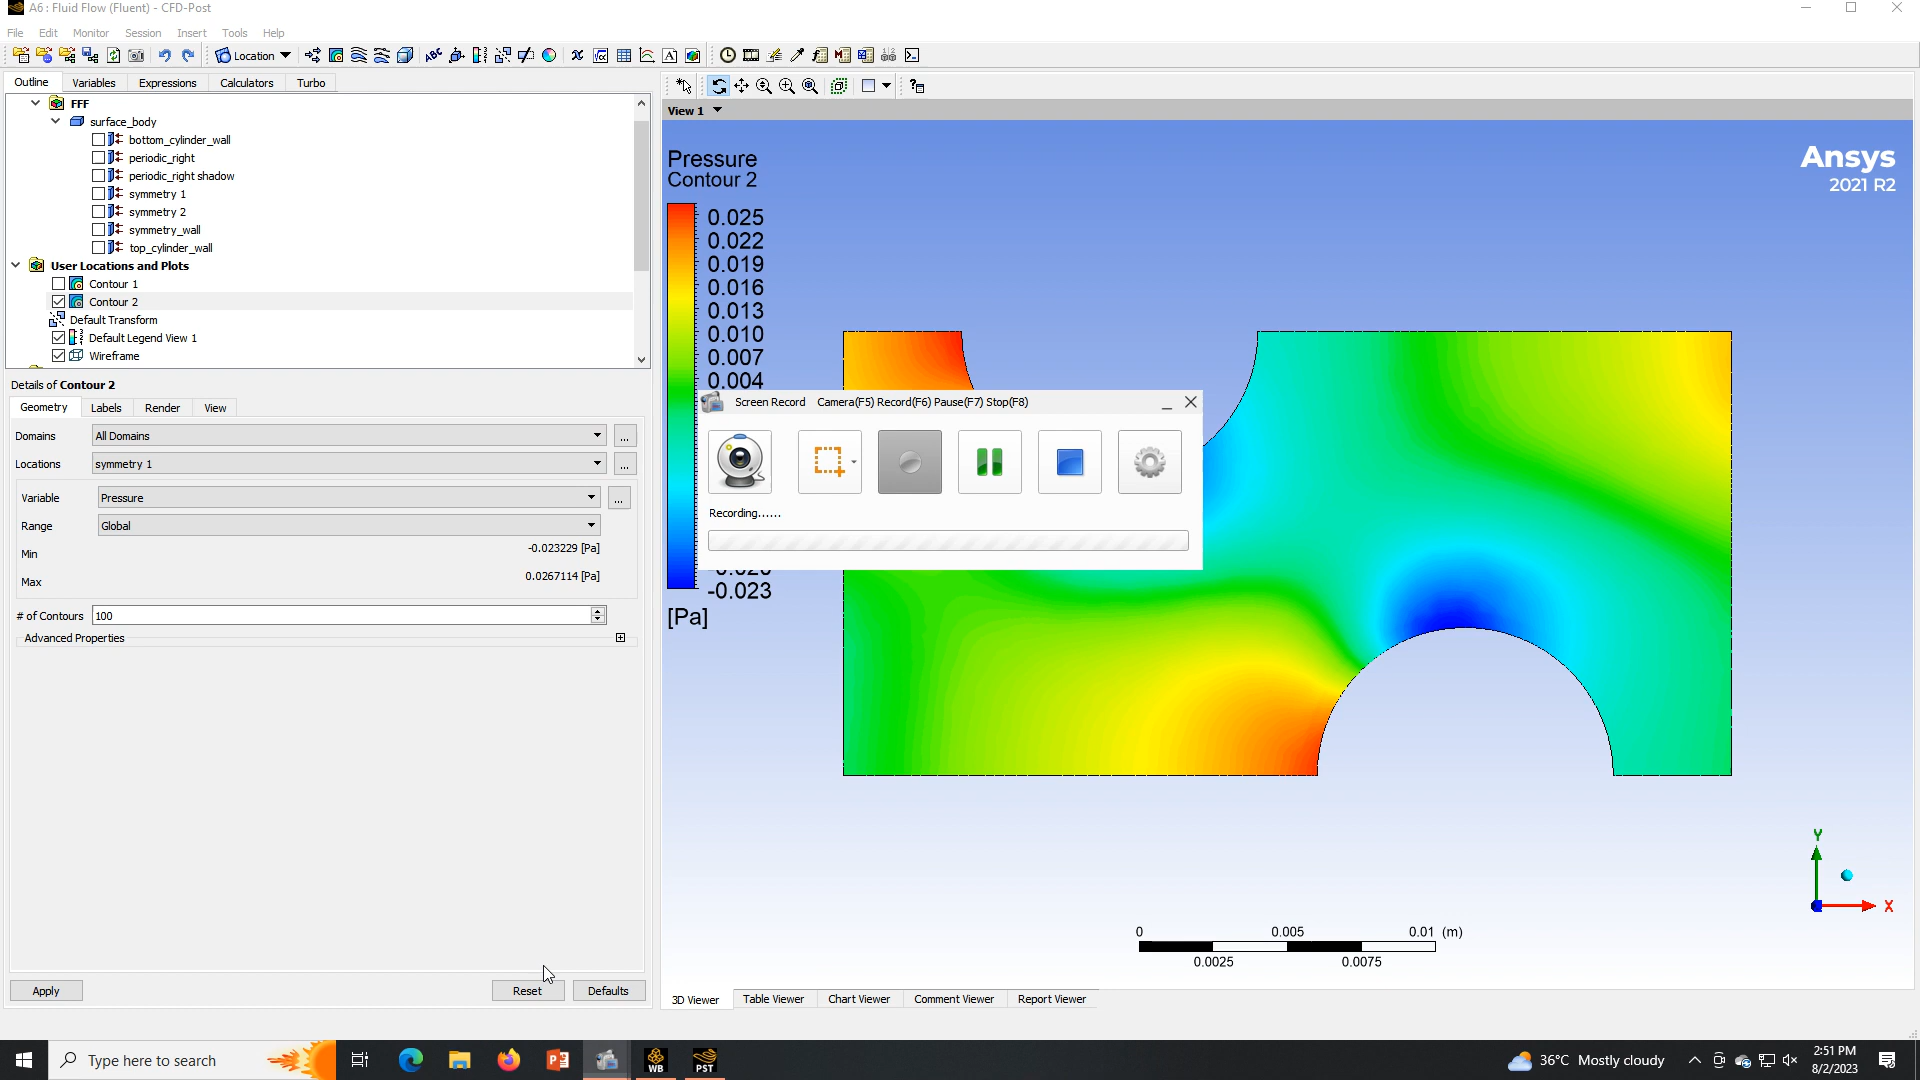 A6 : Fluid Flow (Fluent) - CFD-Post
File Edit Monitor Session Insert Tools Help
Location
Outline Variables Expressions Calculators Turbo
FFF
surface_body
bottom_cylinder_wall
periodic_right
periodic_right shadow
symmetry 1
symmetry 2
symmetry_wall
top_cylinder_wall
User Locations and Plots
Contour 1
Contour 2
Default Transform
Default Legend View 1
Wireframe
Details of Contour 2
Geometry Labels Render View
Domains All Domains ...
Locations symmetry 1 ...
Variable Pressure ...
Range Global
Min -0.023229 [Pa]
Max 0.0267114 [Pa]
# of Contours 100
Advanced Properties
Apply Reset Defaults
View 1
Pressure
Contour 2
0.025
0.022
0.019
0.016
0.013
0.010
0.007
0.004
-0.020
-0.023
[Pa]
Ansys
2021 R2
Screen Record Camera(F5) Record(F6) Pause(F7) Stop(F8)
Recording......
Y
X
0 0.005 0.01 (m)
0.0025 0.0075
3D Viewer Table Viewer Chart Viewer Comment Viewer Report Viewer
Type here to search
WB
PST
36°C Mostly cloudy
2:51 PM
8/2/2023